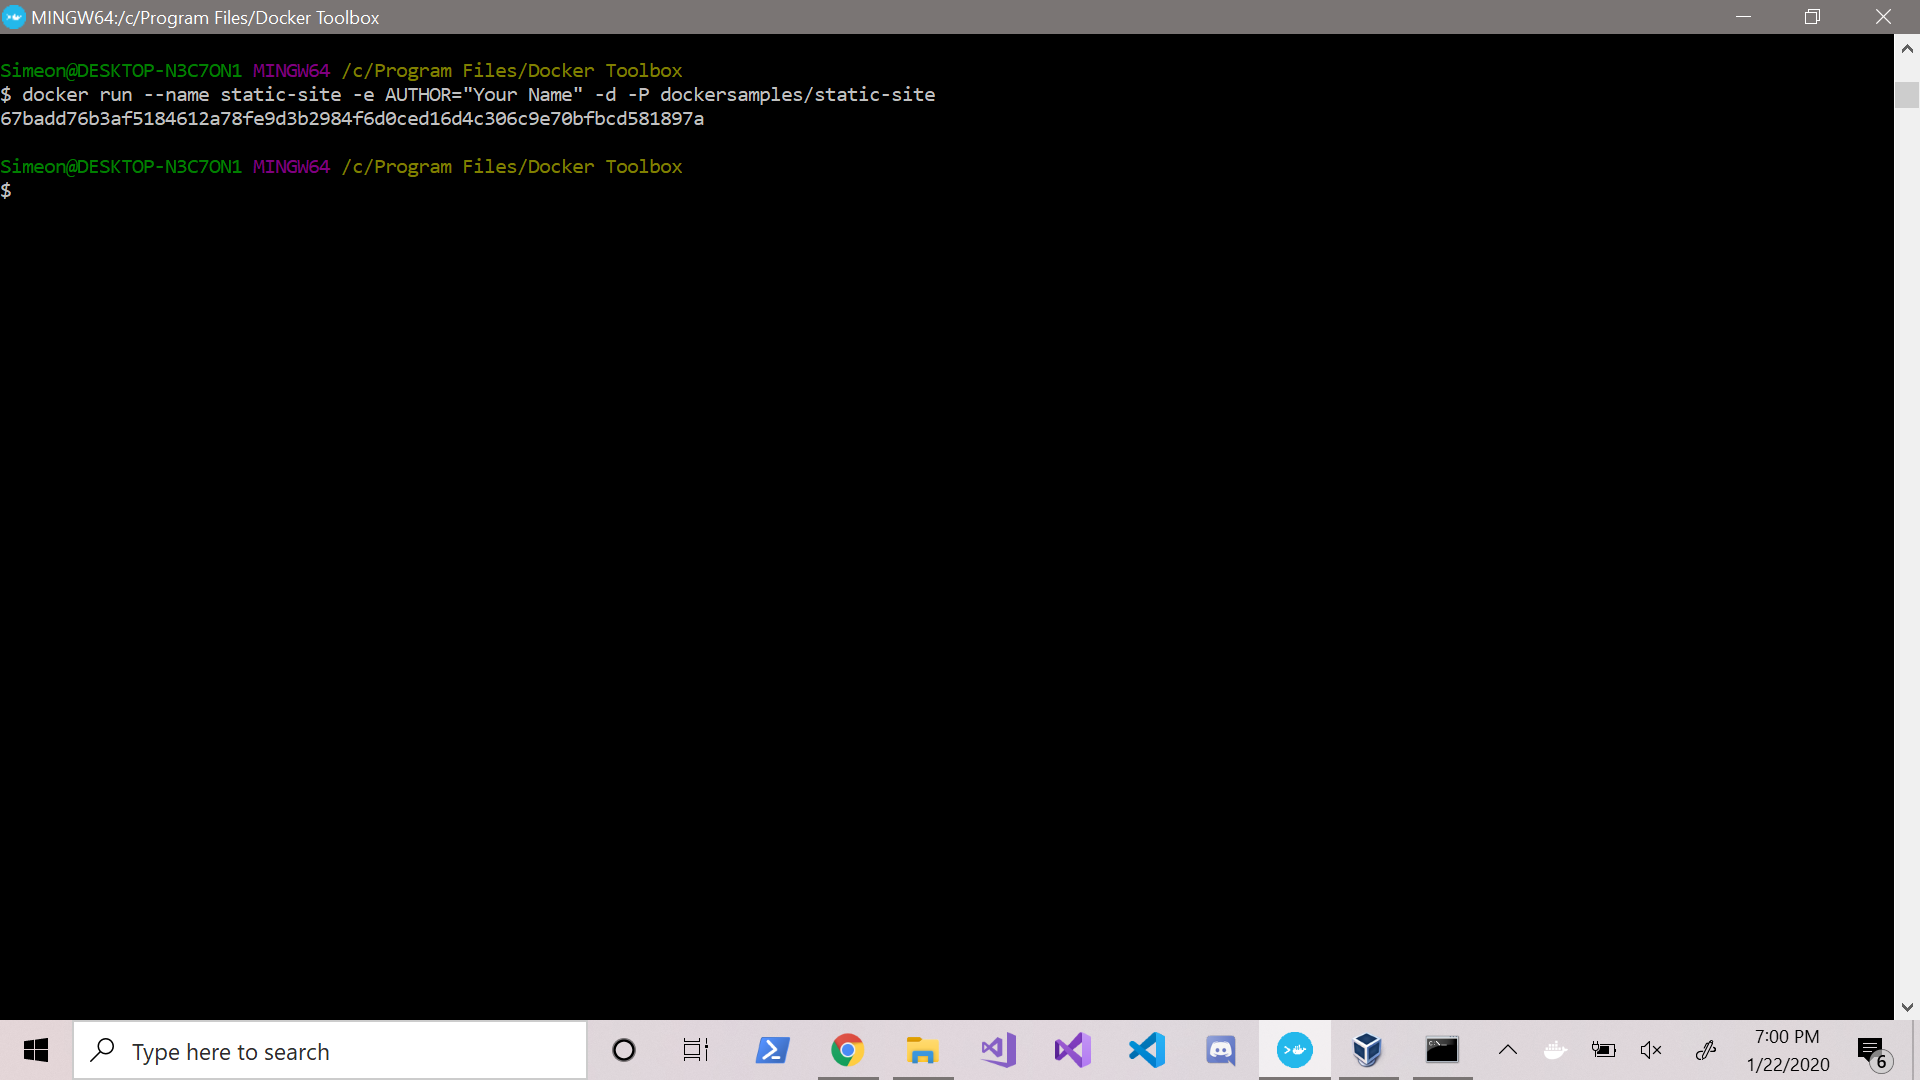 MINGW64:/c/Program Files/Docker Toolbox
Simeon@DESKTOP-N3C7ON1 MINGW64 /c/Program Files/Docker Toolbox
$ docker run --name static-site -e AUTHOR="Your Name" -d -P dockersamples/static-site
67badd76b3af5184612a78fe9d3b2984f6d0ced16d4c306c9e70bfbcd581897a
Simeon@DESKTOP-N3C7ON1 MINGW64 /c/Program Files/Docker Toolbox
$
Type here to search
7:00 PM
1/22/2020
6